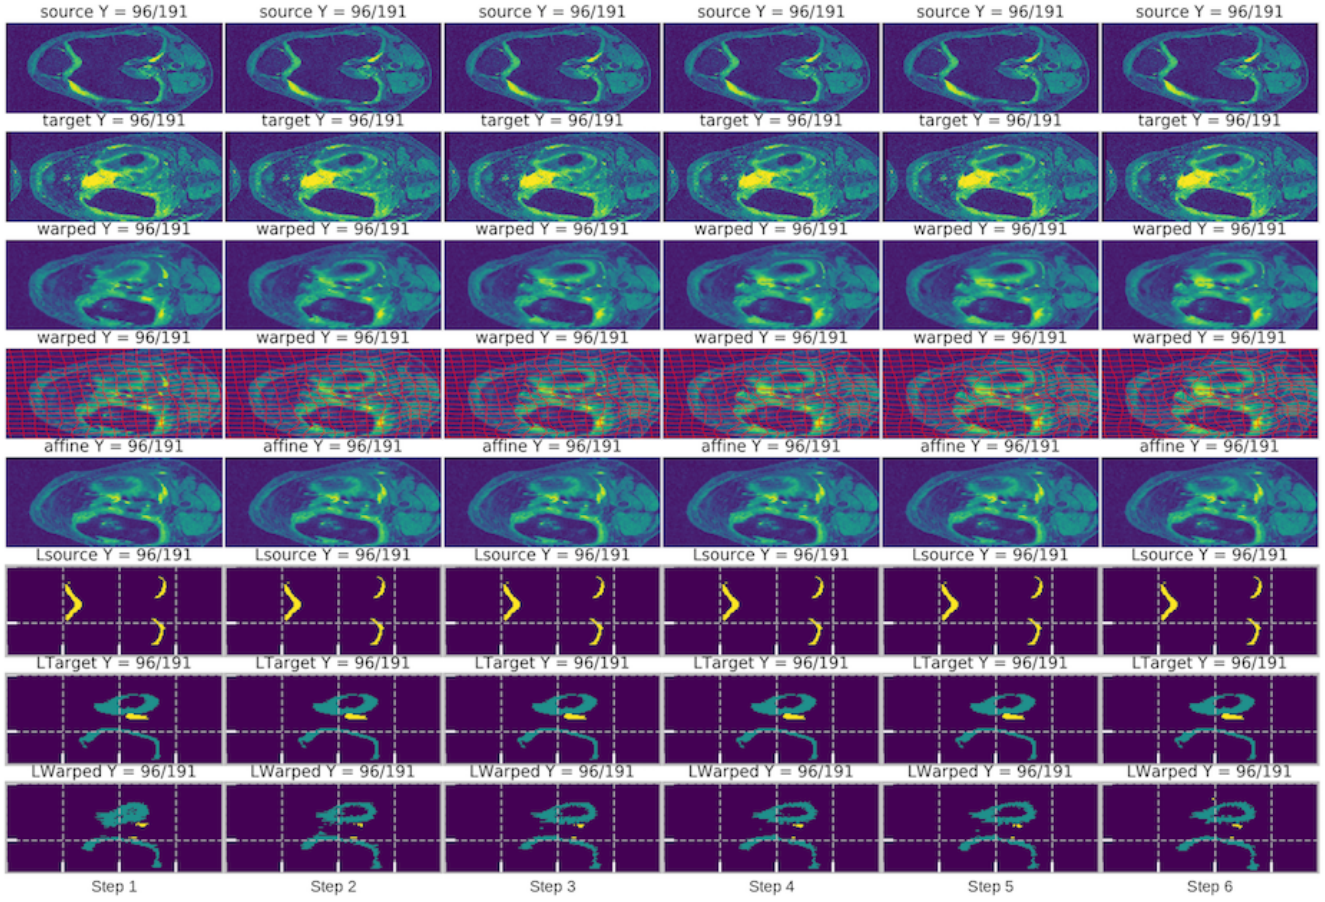 source Y = 96/191 source Y = 96/191 source Y = 96/191 source Y = 96/191 source Y = 96/191 source Y = 96/191
target Y = 96/191 target Y = 96/191 target Y = 96/191 target Y = 96/191 target Y = 96/191 target Y = 96/191
warped Y = 96/191 warped Y = 96/191 warped Y = 96/191 warped Y = 96/191 warped Y = 96/191 warped Y = 96/191
warped Y = 96/191 warped Y = 96/191 warped Y = 96/191 warped Y = 96/191 warped Y = 96/191 warped Y = 96/191
affine Y = 96/191 affine Y = 96/191 affine Y = 96/191 affine Y = 96/191 affine Y = 96/191 affine Y = 96/191
Lsource Y = 96/191 Lsource Y = 96/191 Lsource Y = 96/191 Lsource Y = 96/191 Lsource Y = 96/191 Lsource Y = 96/191
LTarget Y = 96/191 LTarget Y = 96/191 LTarget Y = 96/191 LTarget Y = 96/191 LTarget Y = 96/191 LTarget Y = 96/191
LWarped Y = 96/191 LWarped Y = 96/191 LWarped Y = 96/191 LWarped Y = 96/191 LWarped Y = 96/191 LWarped Y = 96/191
Step 1 Step 2 Step 3 Step 4 Step 5 Step 6